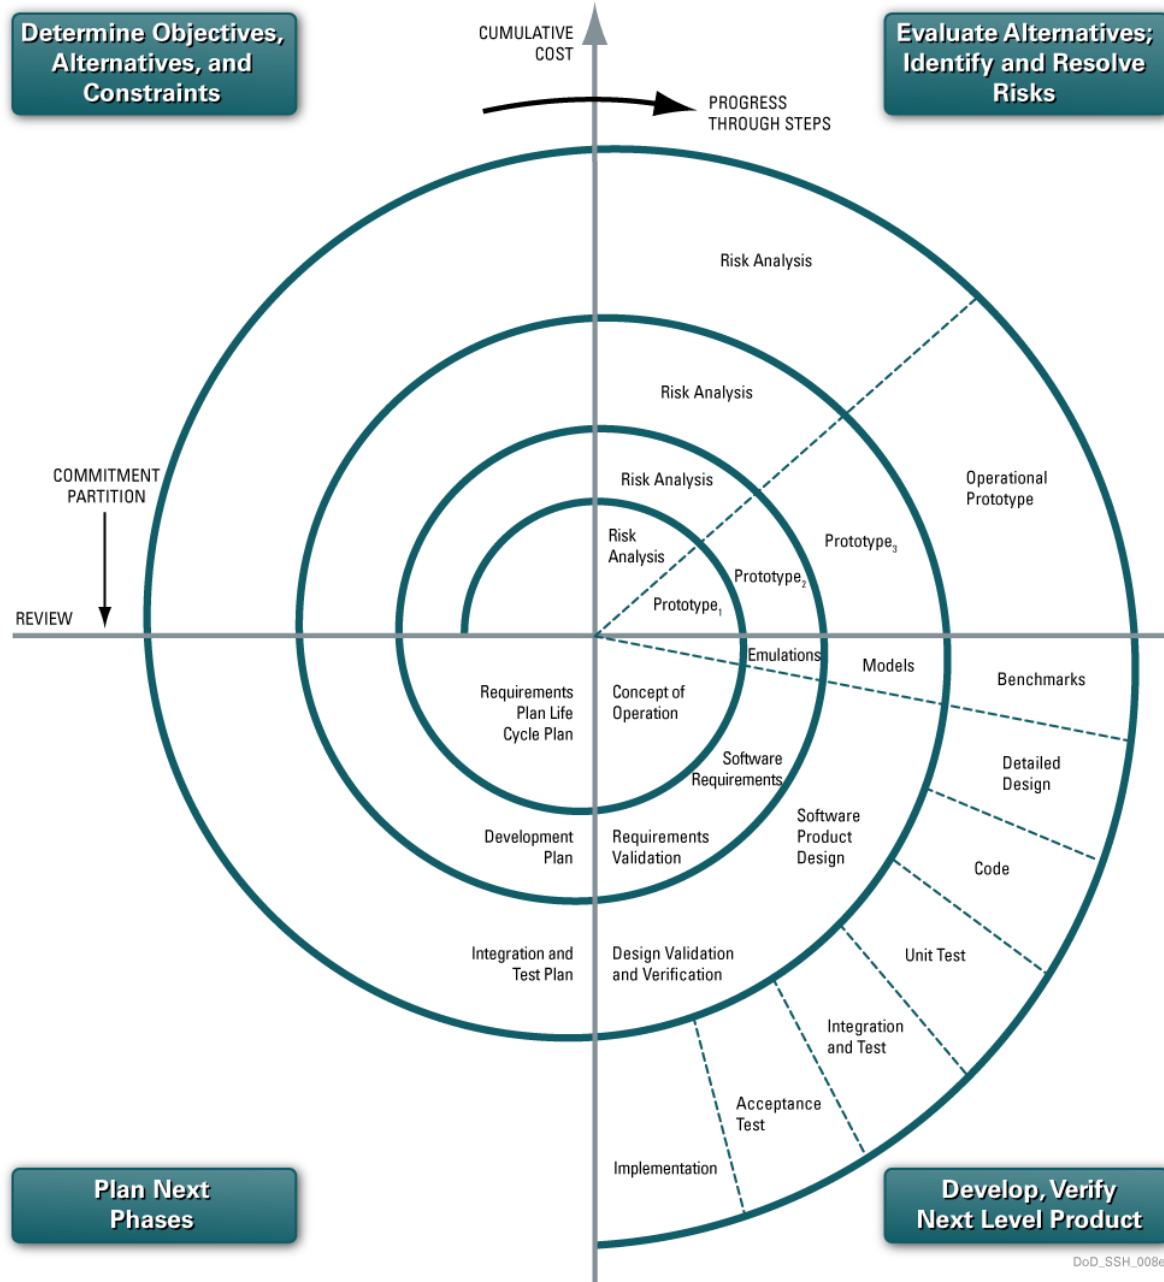 Determine Objectives,
Alternatives, and
Constraints
CUMULATIVE
COST
Evaluate Alternatives;
Identify and Resolve
Risks
PROGRESS
THROUGH STEPS
Risk Analysis
Risk Analysis
COMMITMENT
PARTITION
Risk Analysis
Operational
Prototype
Risk
Analysis
Prototype3
Prototype2
Prototype1
REVIEW
Emulations
Models
Benchmarks
Requirements
Plan Life
Cycle Plan
Concept of
Operation
Software
Requirements
Detailed
Design
Development
Plan
Requirements
Validation
Software
Product
Design
Code
Integration and
Test Plan
Design Validation
and Verification
Unit Test
Integration
and Test
Acceptance
Test
Implementation
Plan Next
Phases
Develop, Verify
Next Level Product
DoD_SSH_008e